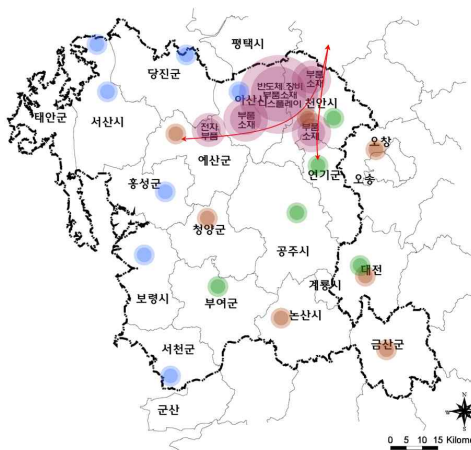 평택시
당진군
부품
소재
반도체 장비
부품소재
디스플레이
아산시
천안시
태안군
서산시
전자
부품
부품
소재
부품
소재
오창
예산군
연기군
오송
홍성군
청양군
공주시
대전
계룡시
보령시
부여군
논산시
금산군
서천군
군산
N
W
E
S
0 5 10 15 Kilome